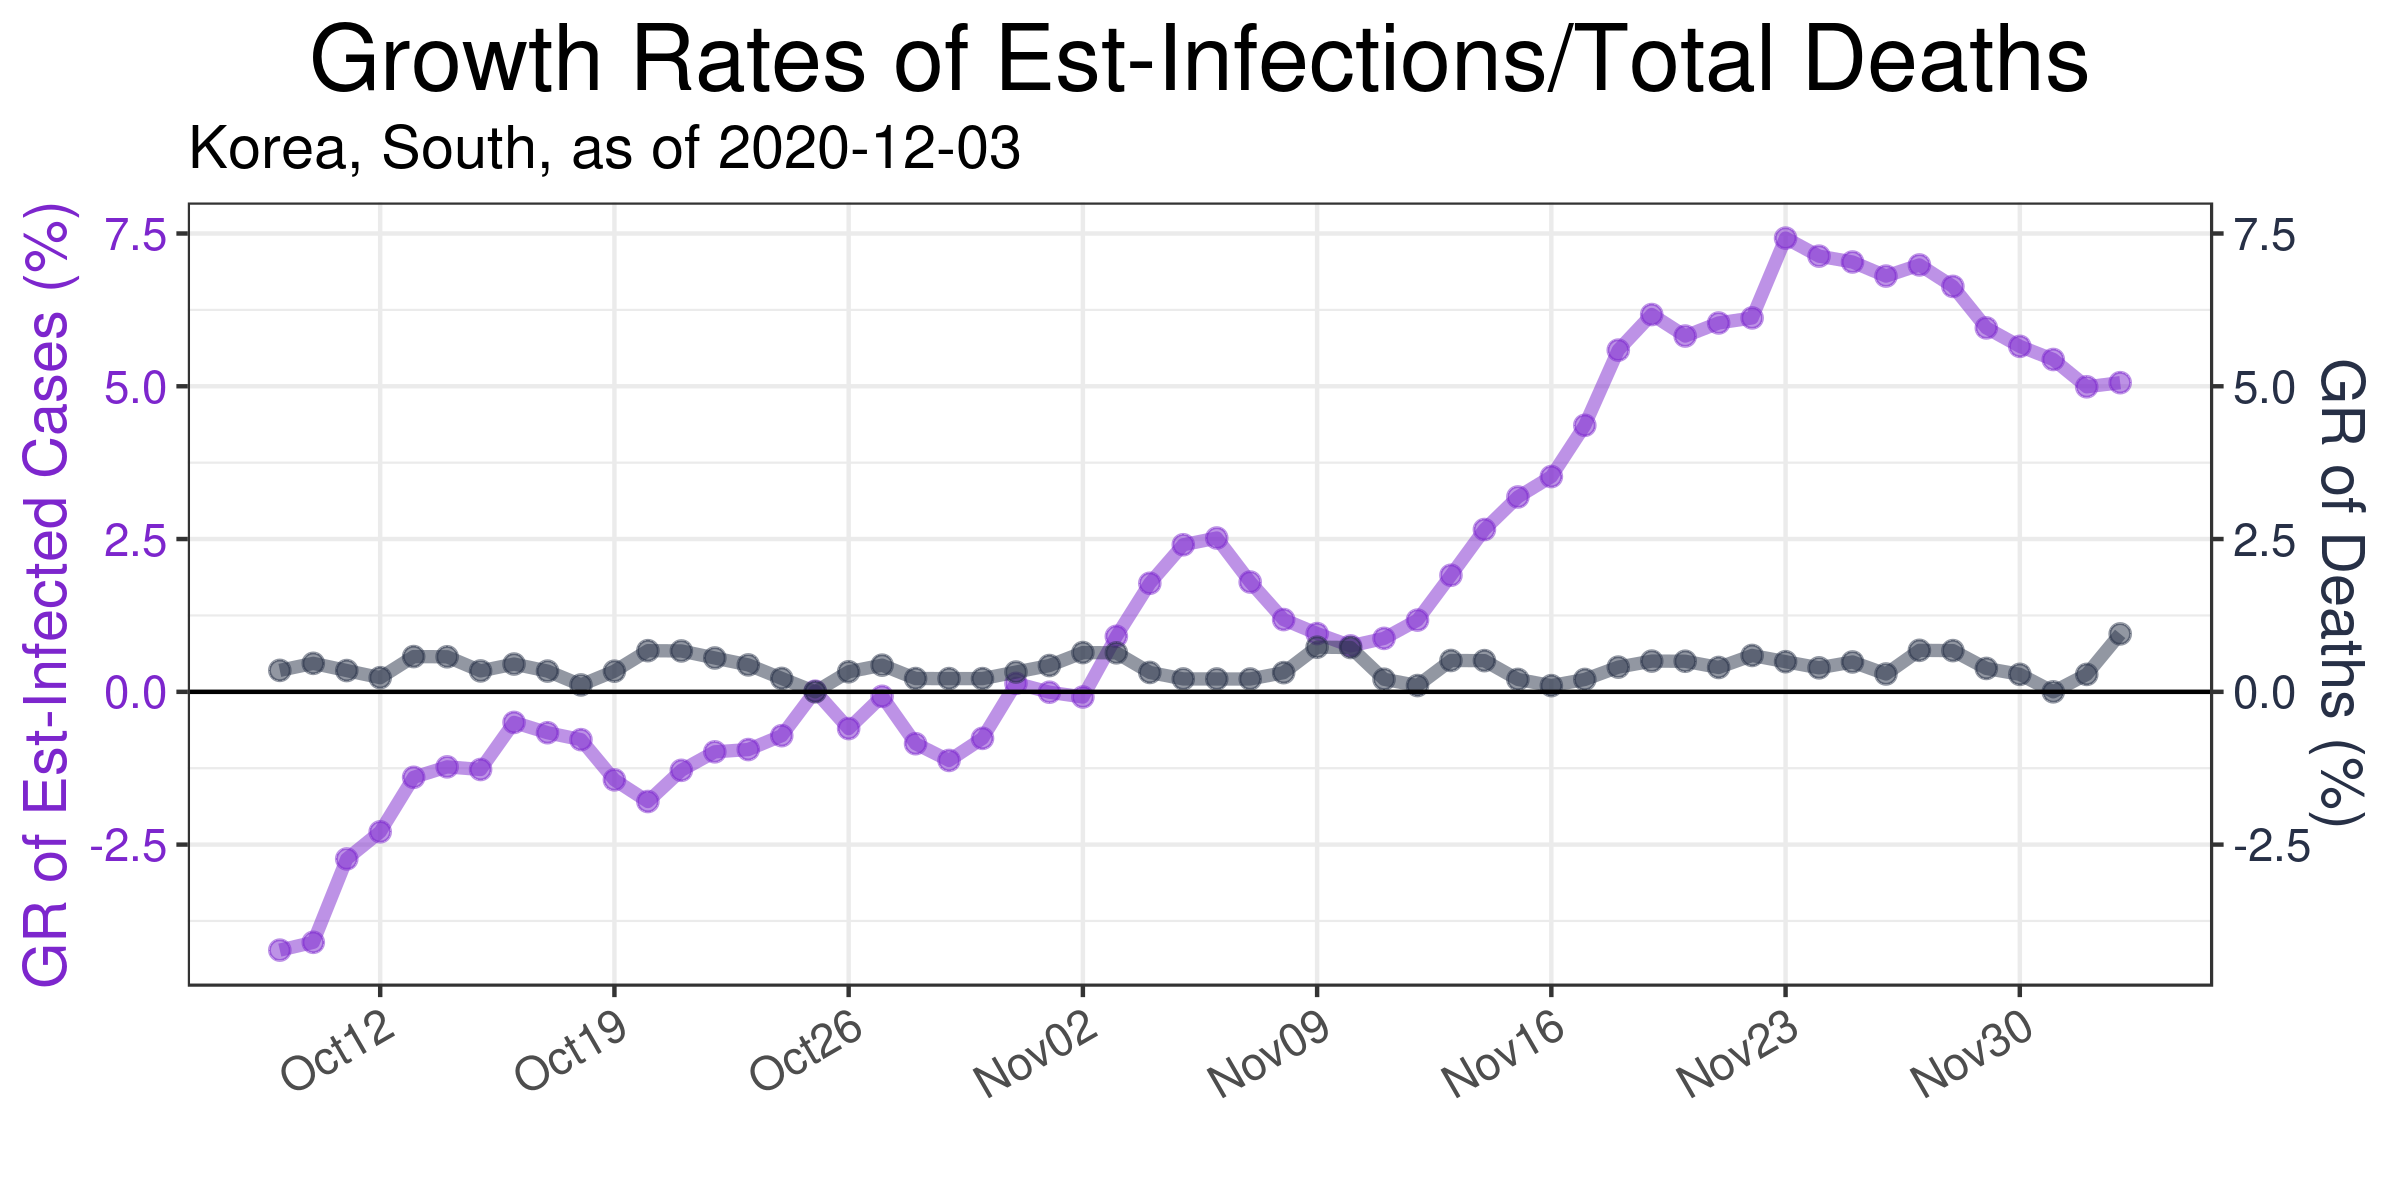 Growth Rates of Est-Infections/Total Deaths
Korea, South, as of 2020-12-03
GR of Est-Infected Cases (%)
7.5
5.0
2.5
0.0
-2.5
7.5
5.0
2.5
0.0
-2.5
GR of Deaths (%)
Oct12
Oct19
Oct26
Nov02
Nov09
Nov16
Nov23
Nov30